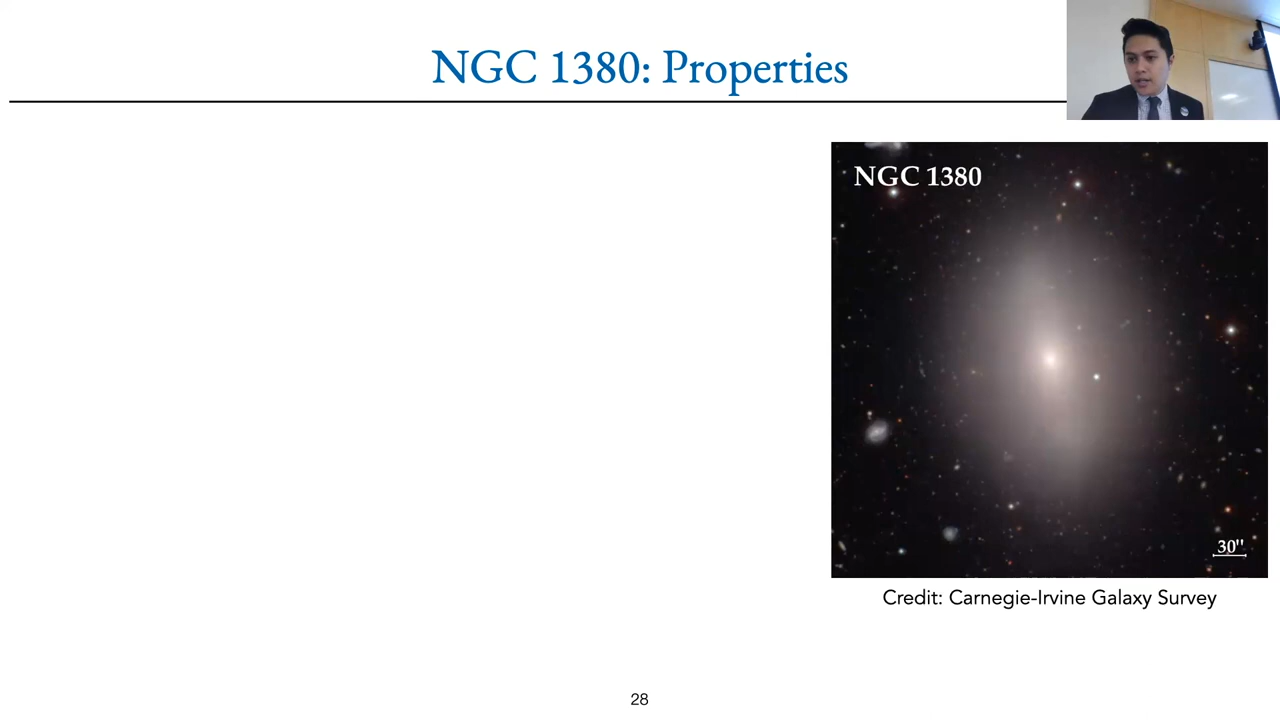 NGC 1380: Properties
NGC 1380
30"
Credit: Carnegie-Irvine Galaxy Survey
28